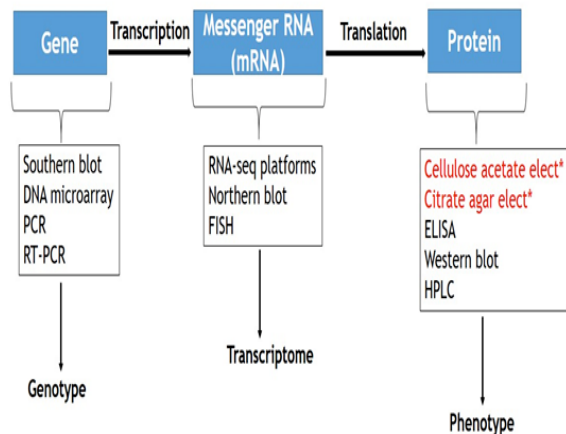 Gene
Transcription
Messenger RNA
(mRNA)
Translation
Protein
Southern blot
DNA microarray
PCR
RT-PCR
RNA-seq platforms
Northern blot
FISH
Cellulose acetate elect*
Citrate agar elect*
ELISA
Western blot
HPLC
Genotype
Transcriptome
Phenotype